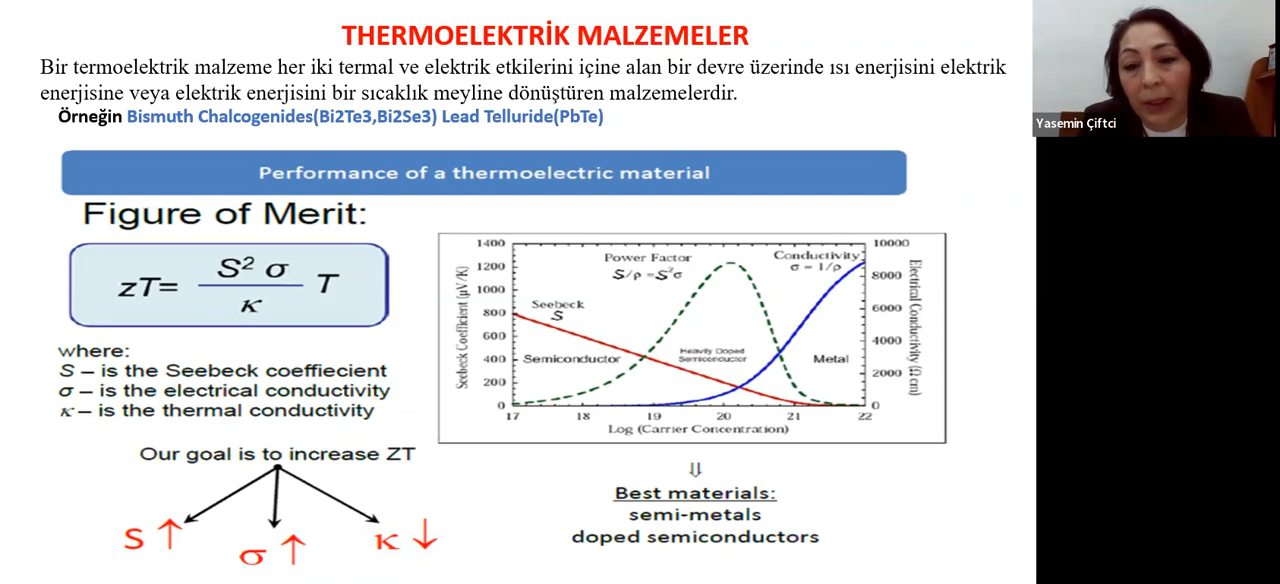 THERMOELEKTRİK MALZEMELER
Bir termoelektrik malzeme her iki termal ve elektrik etkilerini içine alan bir devre üzerinde ısı enerjisini elektrik
enerjisine veya elektrik enerjisini bir sıcaklık meyline dönüştüren malzemelerdir.
Örneğin Bismuth Chalcogenides(Bi2Te3,Bi2Se3) Lead Telluride(PbTe)
Yasemin Çiftci
Performance of a thermoelectric material
Figure of Merit:
zT= S² σ / κ T
where:
S – is the Seebeck coeffiecient
σ – is the electrical conductivity
κ – is the thermal conductivity
Our goal is to increase ZT
S ↑
σ ↑
κ ↓
Seebeck Coefficient (μV/K)
1400
1200
1000
800
600
400
200
0
Power Factor
S/ρ =S²σ
Conductivity
σ = 1/ρ
Seebeck
S
Semiconductor
Heavily Doped
Semiconductor
Metal
10000
8000
6000
4000
2000
0
Electrical Conductivity (Ω cm)
17 18 19 20 21 22
Log (Carrier Concentration)
⇓
Best materials:
semi-metals
doped semiconductors